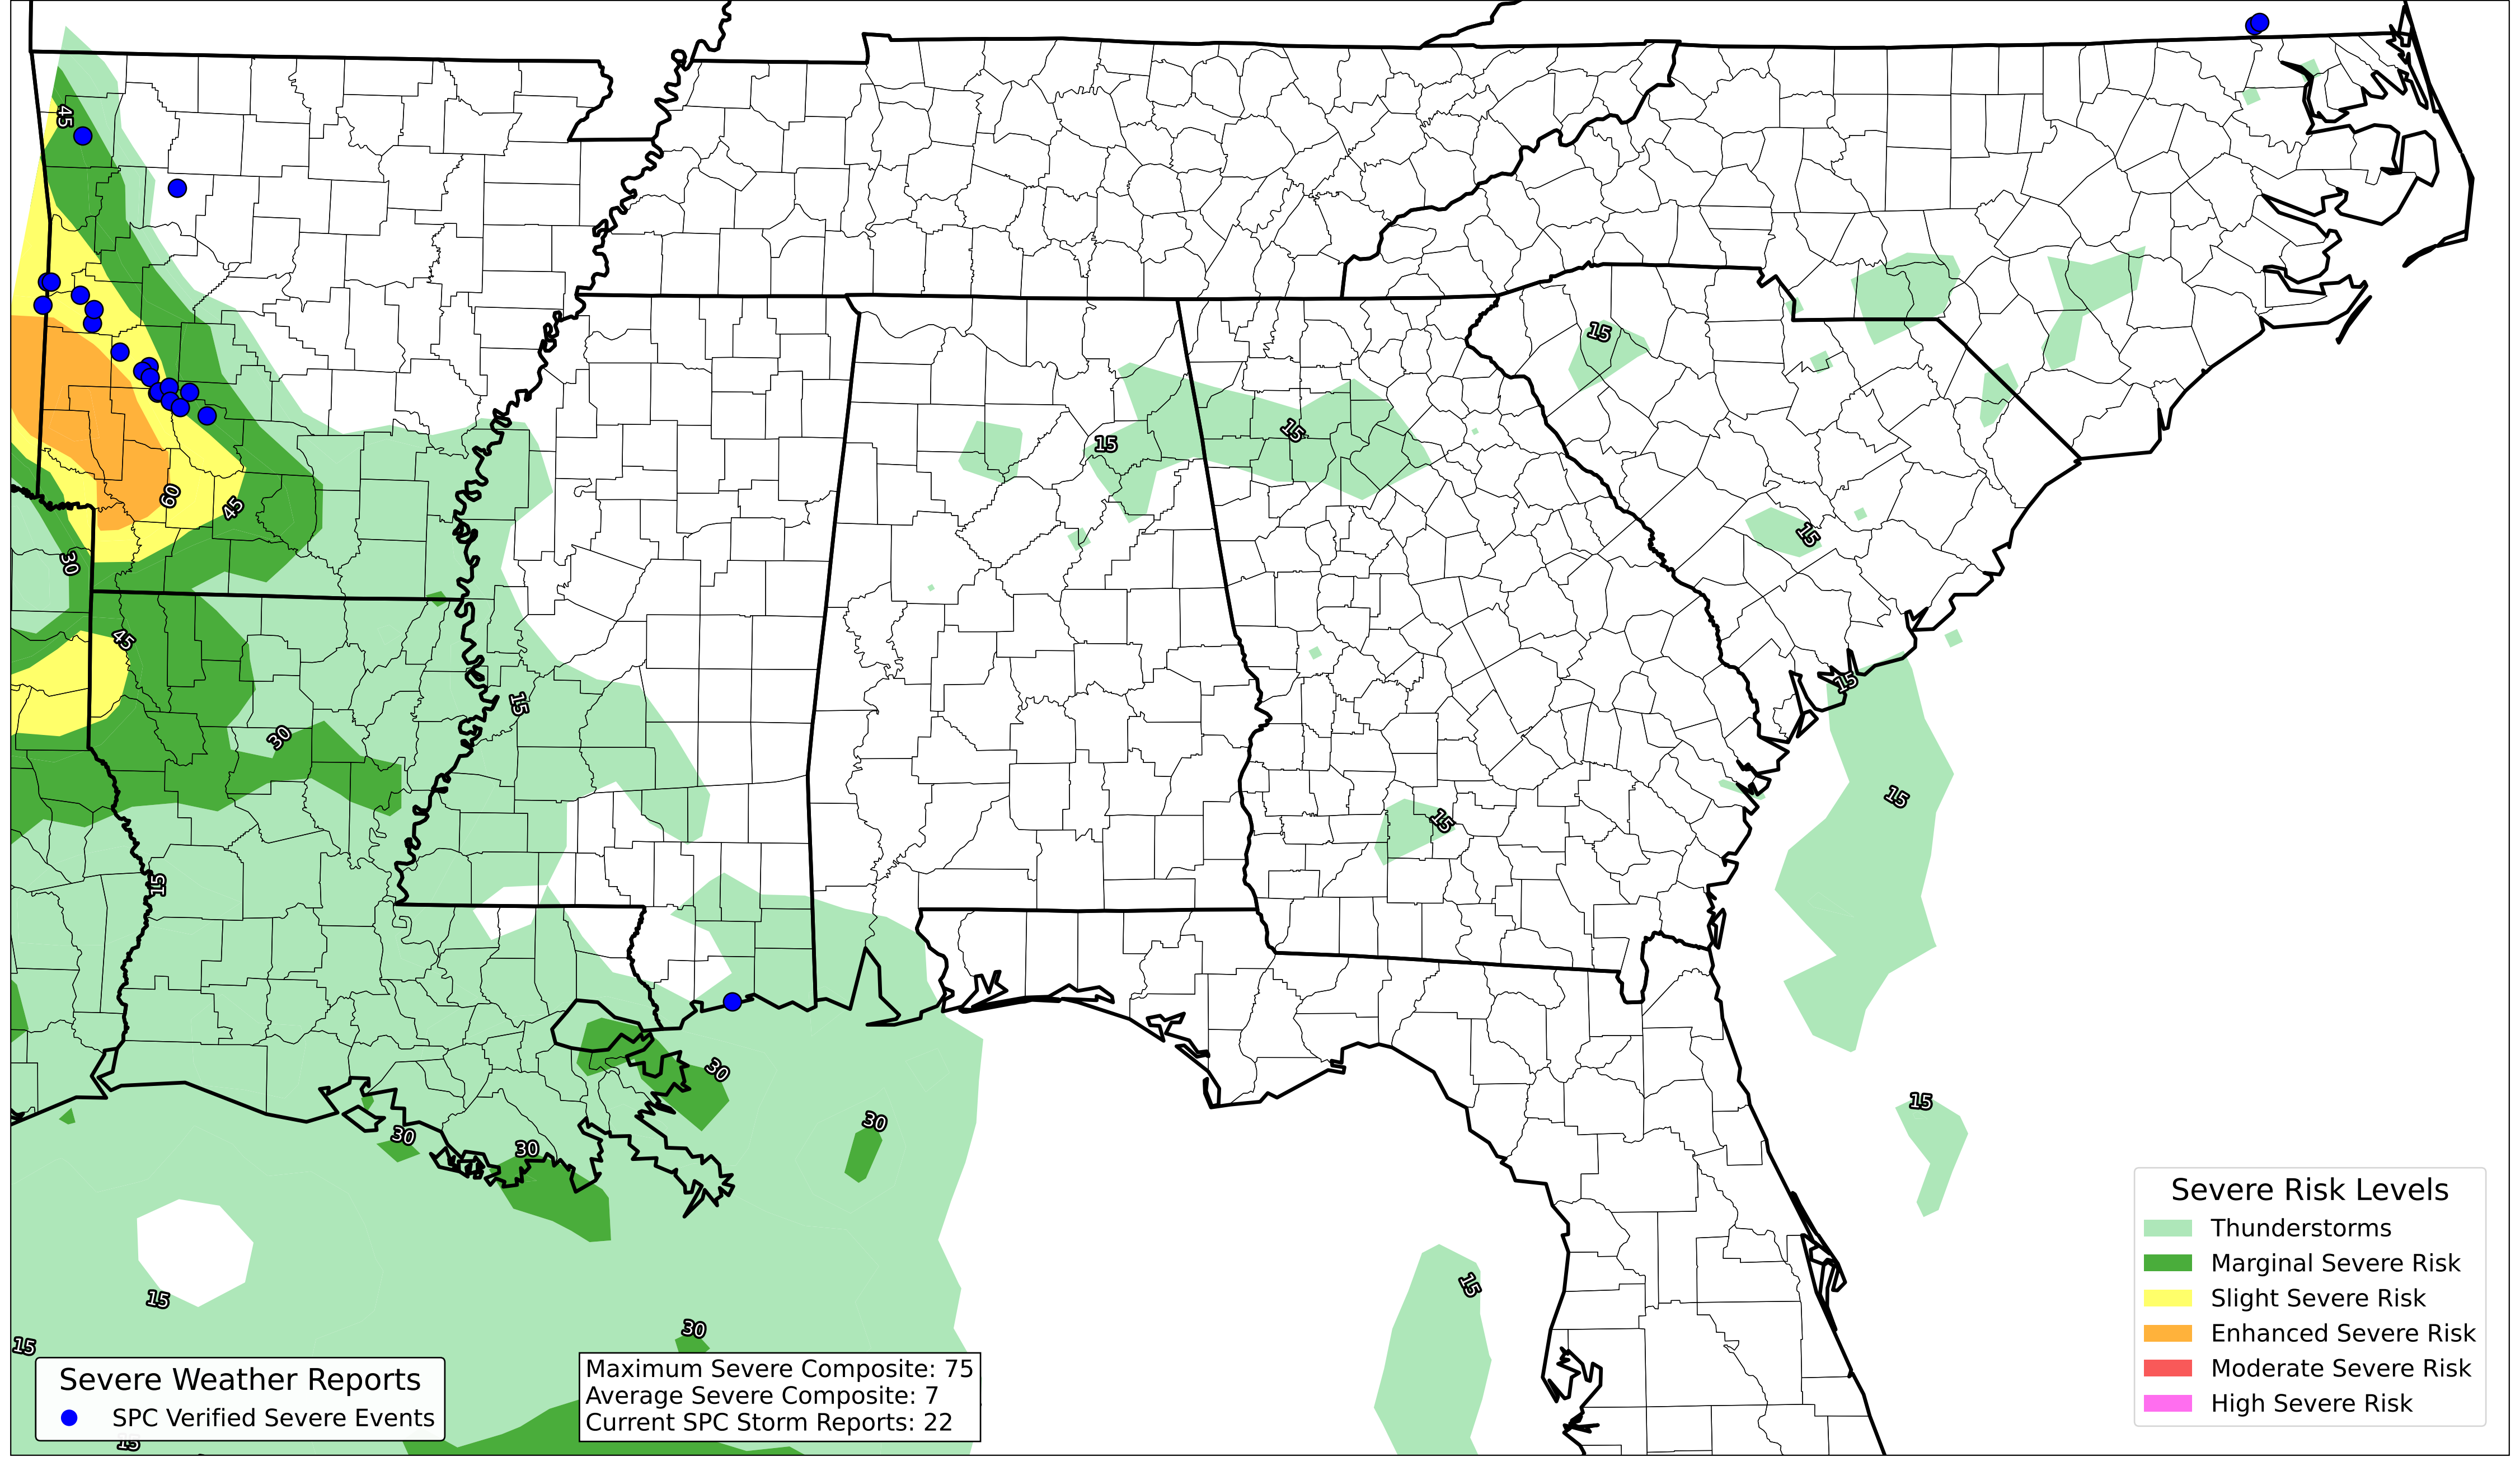 45
15
15
15
60
45
15
30
45
15
15
15
30
15
15
15
30
15
30
30
30
15
15
30
15
Severe Weather Reports
SPC Verified Severe Events
15
Maximum Severe Composite: 75
Average Severe Composite: 7
Current SPC Storm Reports: 22
Severe Risk Levels
Thunderstorms
Marginal Severe Risk
Slight Severe Risk
Enhanced Severe Risk
Moderate Severe Risk
High Severe Risk